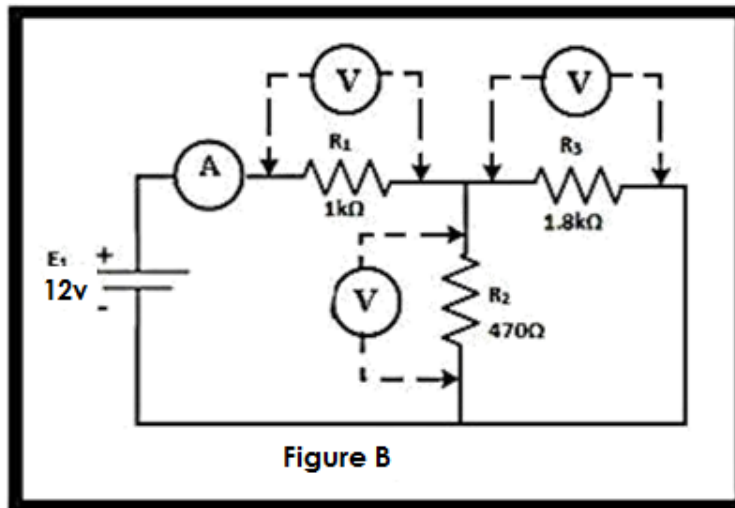 V
V
A
R₁
1kΩ
R₃
1.8kΩ
E₁
+
12v
-
V
R₂
470Ω
Figure B